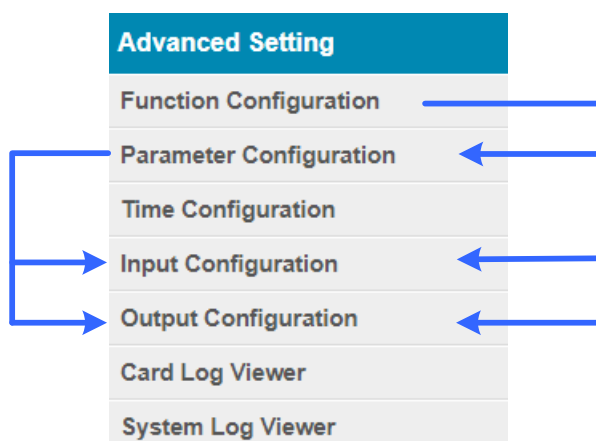 Advanced Setting
Function Configuration
Parameter Configuration
Time Configuration
Input Configuration
Output Configuration
Card Log Viewer
System Log Viewer